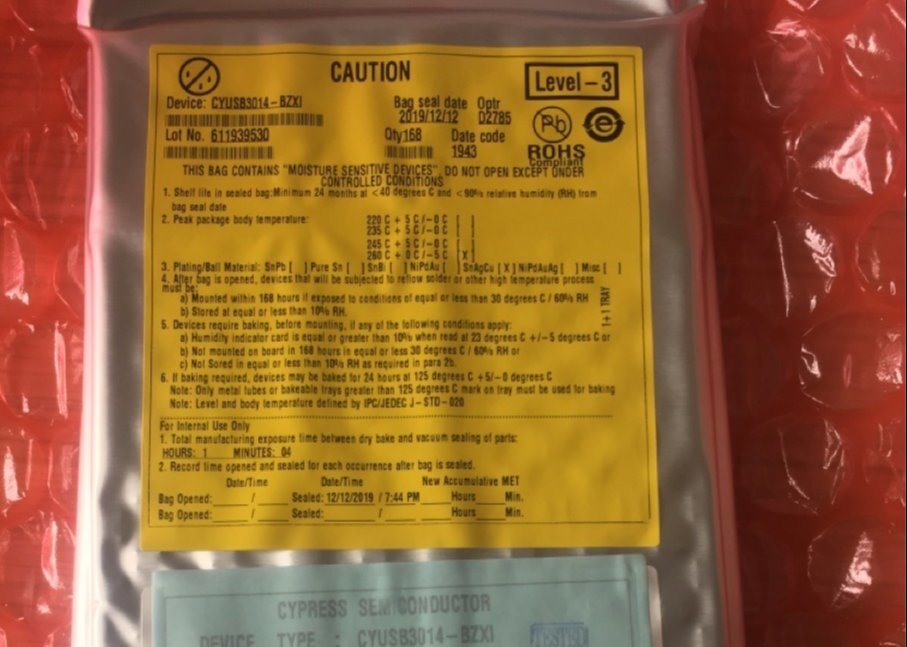 CAUTION
Level-3
Device: CYUSB3014-BZXI
Bag seal date Optr
2019/12/12 D2785
Lot No. 611939530
Qty168 Date code
1943
Pb
e
ROHS
Compliant
THIS BAG CONTAINS "MOISTURE SENSITIVE DEVICES", DO NOT OPEN EXCEPT UNDER
CONTROLLED CONDITIONS
1. Shelf life in sealed bag:Minimum 24 months at <40 degrees C and <90% relative humidity (RH) from
bag seal date
2. Peak package body temperature: 220 C + 5 C/-0 C [ ]
235 C + 5 C/-0 C [ ]
245 C + 5 C/-0 C [ ]
260 C + 0 C/-5 C [X]
3. Plating/Ball Material: SnPb [ ] Pure Sn [ ] SnBi [ ] NiPdAu [ ] SnAgCu [X] NiPdAuAg [ ] Misc [ ]
4. After bag is opened, devices that will be subjected to reflow solder or other high temperature process
must be:
a) Mounted within 168 hours if exposed to conditions of equal or less than 30 degrees C / 60% RH
b) Stored at equal or less than 10% RH.
1+1 TRAY
5. Devices require baking, before mounting, if any of the following conditions apply:
a) Humidity indicator card is equal or greater than 10% when read at 23 degrees C +/-5 degrees C or
b) Not mounted on board in 168 hours in equal or less 30 degrees C / 60% RH or
c) Not Sored in equal or less than 10% RH as required in para 2b.
6. If baking required, devices may be baked for 24 hours at 125 degrees C +5/-0 degrees C
Note: Only metal tubes or bakeable trays greater than 125 degrees C mark on tray must be used for baking
Note: Level and body temperature defined by IPC/JEDEC J-STD-020
For Internal Use Only
1. Total manufacturing exposure time between dry bake and vacuum sealing of parts:
HOURS: 1 MINUTES: 04
2. Record time opened and sealed for each occurrence after bag is sealed.
Date/Time Date/Time New Accumulative MET
Bag Opened: / Sealed: 12/12/2019 / 7:44 PM Hours Min.
Bag Opened: / Sealed: / Hours Min.
CYPRESS SEMICONDUCTOR
DEVICE TYPE : CYUSB3014-BZXI
TESTED